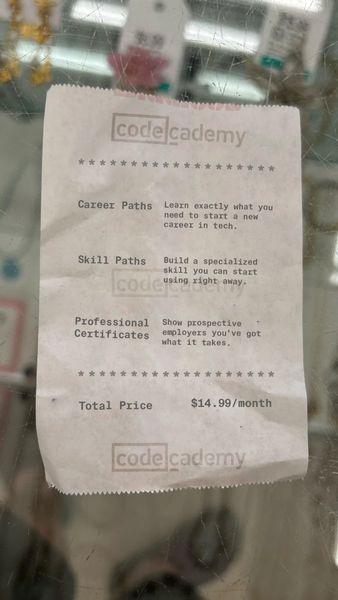 codecademy
* * * * * * * * * * * * * * * * * *
Career Paths
Learn exactly what you
need to start a new
career in tech.
Skill Paths
Build a specialized
skill you can start
using right away.
codecademy
Professional
Certificates
Show prospective
employers you've got
what it takes.
* * * * * * * * * * * * * * * * * *
Total Price $14.99/month
codecademy